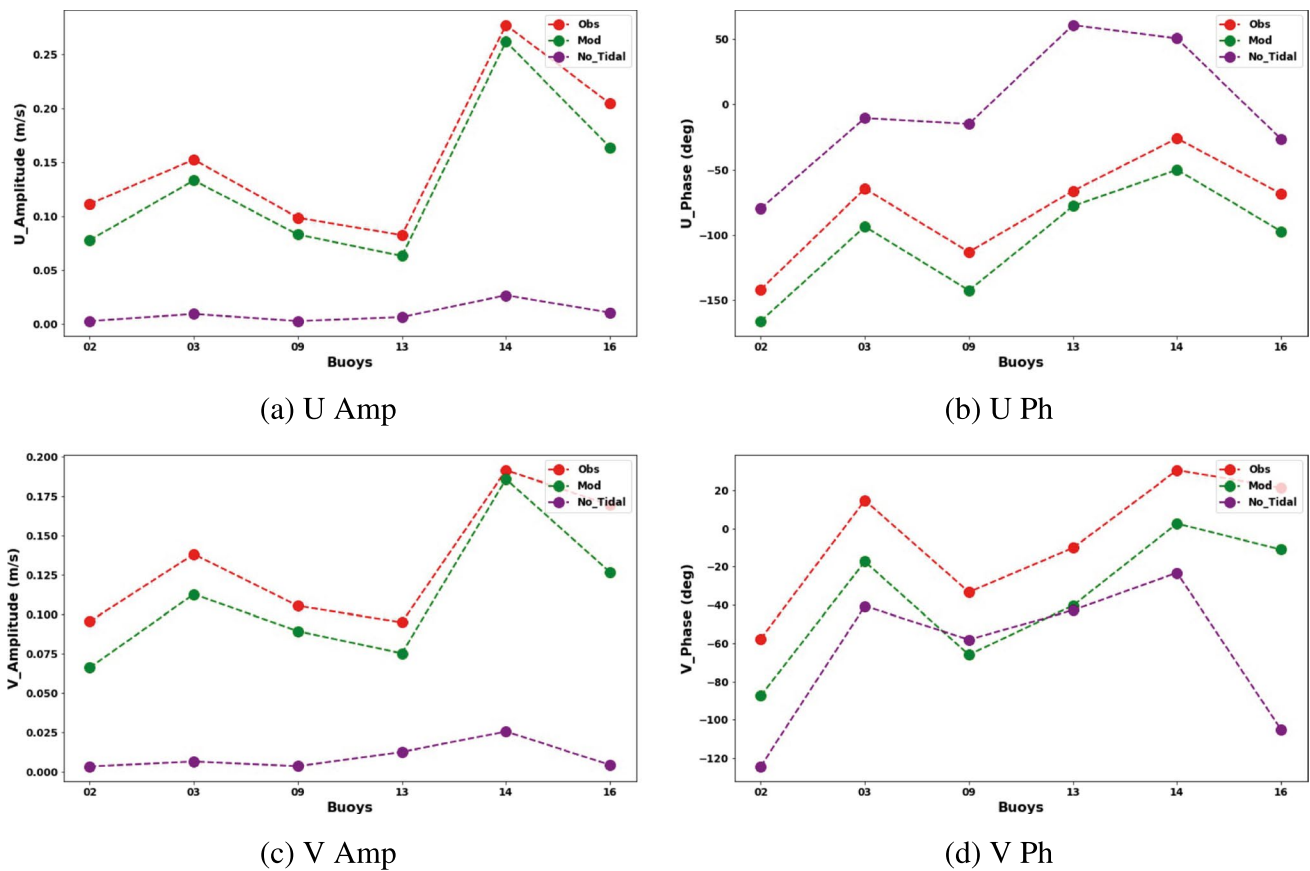 Obs
Mod
No_Tidal
0.25
0.20
0.15
0.10
0.05
0.00
U_Amplitude (m/s)
02 03 09 13 14 16
Buoys
(a) U Amp
Obs
Mod
No_Tidal
50
0
−50
−100
−150
U_Phase (deg)
02 03 09 13 14 16
Buoys
(b) U Ph
Obs
Mod
No_Tidal
0.200
0.175
0.150
0.125
0.100
0.075
0.050
0.025
0.000
V_Amplitude (m/s)
02 03 09 13 14 16
Buoys
(c) V Amp
Obs
Mod
No_Tidal
20
0
−20
−40
−60
−80
−100
−120
V_Phase (deg)
02 03 09 13 14 16
Buoys
(d) V Ph